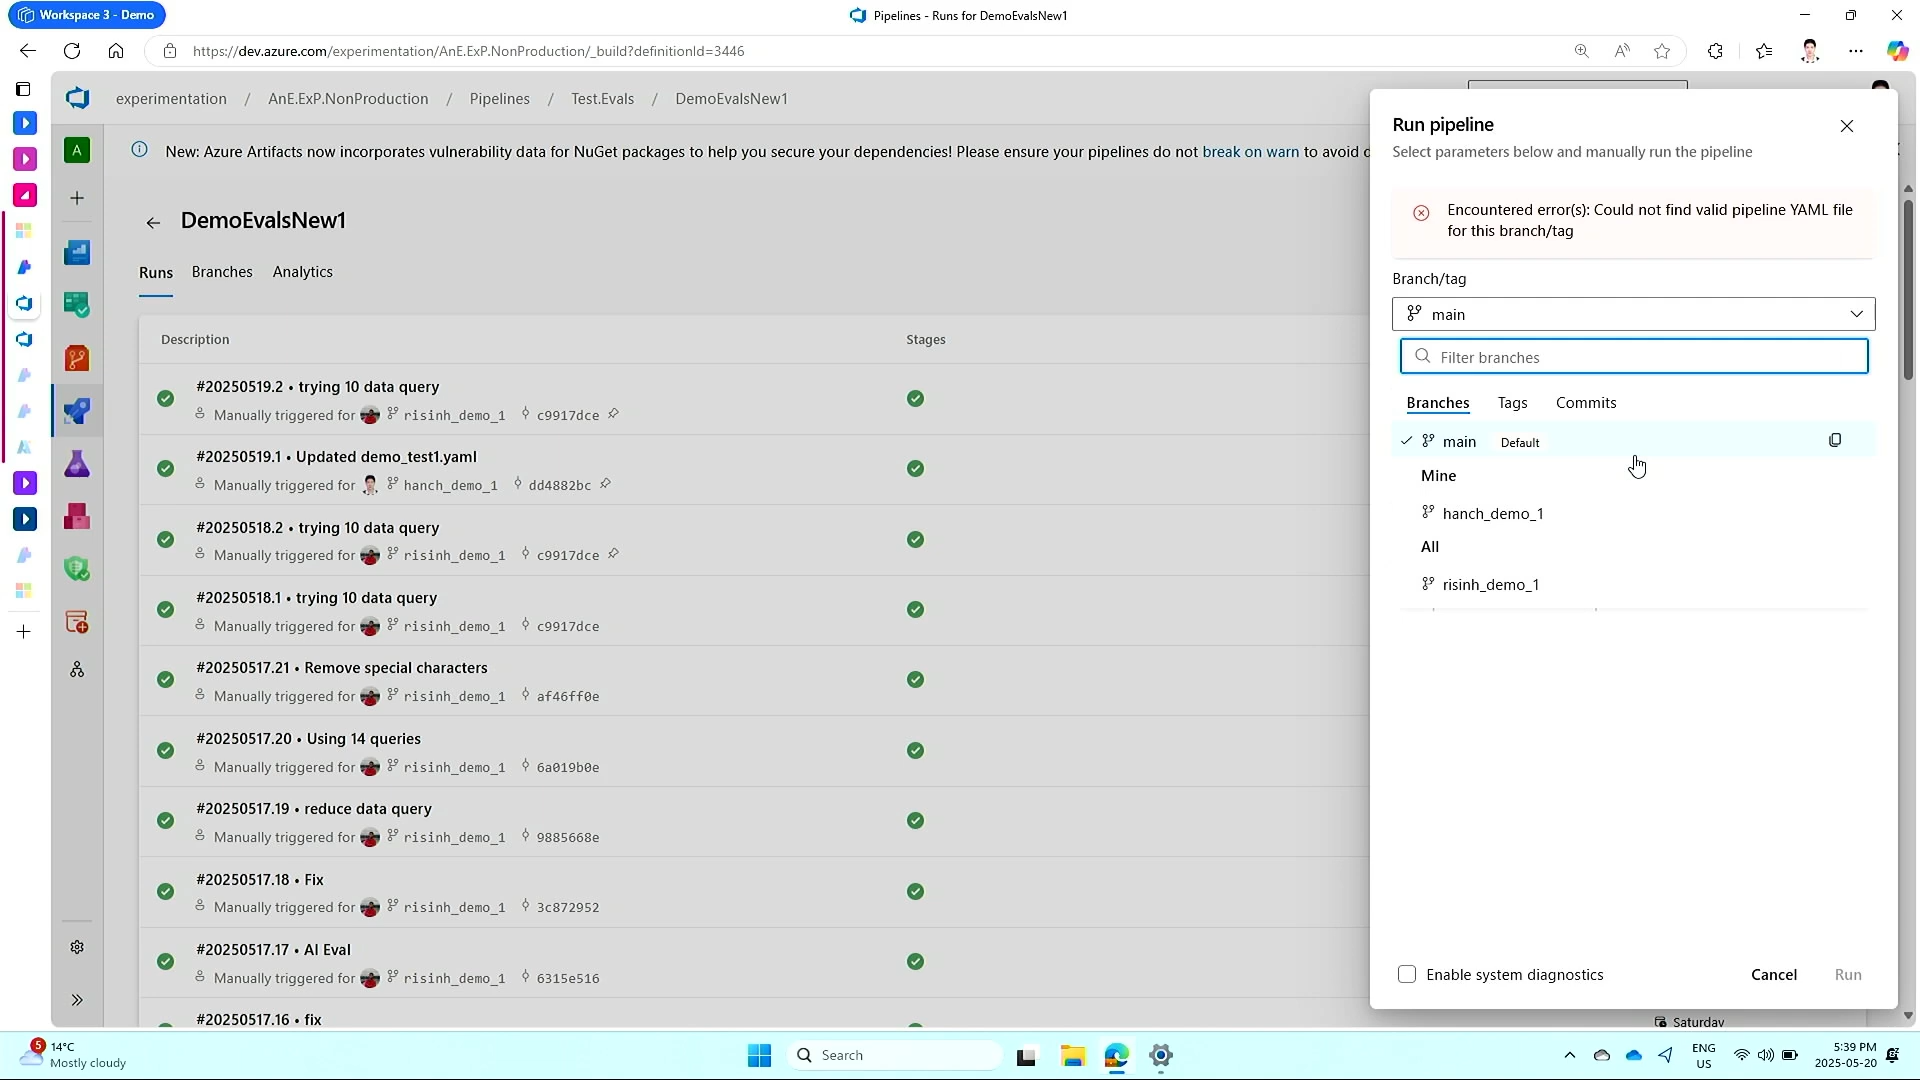 Workspace 3 - Demo
Pipelines - Runs for DemoEvalsNew1
https://dev.azure.com/experimentation/AnE.ExP.NonProduction/_build?definitionId=3446
experimentation / AnE.ExP.NonProduction / Pipelines / Test.Evals / DemoEvalsNew1
A
New: Azure Artifacts now incorporates vulnerability data for NuGet packages to help you secure your dependencies! Please ensure your pipelines do not break on warn to avoid
DemoEvalsNew1
Runs Branches Analytics
Description Stages
#20250519.2 • trying 10 data query
Manually triggered for risinh_demo_1 c9917dce
#20250519.1 • Updated demo_test1.yaml
Manually triggered for hanch_demo_1 dd4882bc
#20250518.2 • trying 10 data query
Manually triggered for risinh_demo_1 c9917dce
#20250518.1 • trying 10 data query
Manually triggered for risinh_demo_1 c9917dce
#20250517.21 • Remove special characters
Manually triggered for risinh_demo_1 af46ff0e
#20250517.20 • Using 14 queries
Manually triggered for risinh_demo_1 6a019b0e
#20250517.19 • reduce data query
Manually triggered for risinh_demo_1 9885668e
#20250517.18 • Fix
Manually triggered for risinh_demo_1 3c872952
#20250517.17 • AI Eval
Manually triggered for risinh_demo_1 6315e516
#20250517.16 • fix
Saturday
Run pipeline
Select parameters below and manually run the pipeline
Encountered error(s): Could not find valid pipeline YAML file
for this branch/tag
Branch/tag
main
Filter branches
Branches Tags Commits
main Default
Mine
hanch_demo_1
All
risinh_demo_1
Enable system diagnostics Cancel Run
5
14°C
Mostly cloudy
Search
ENG
US
5:39 PM
2025-05-20